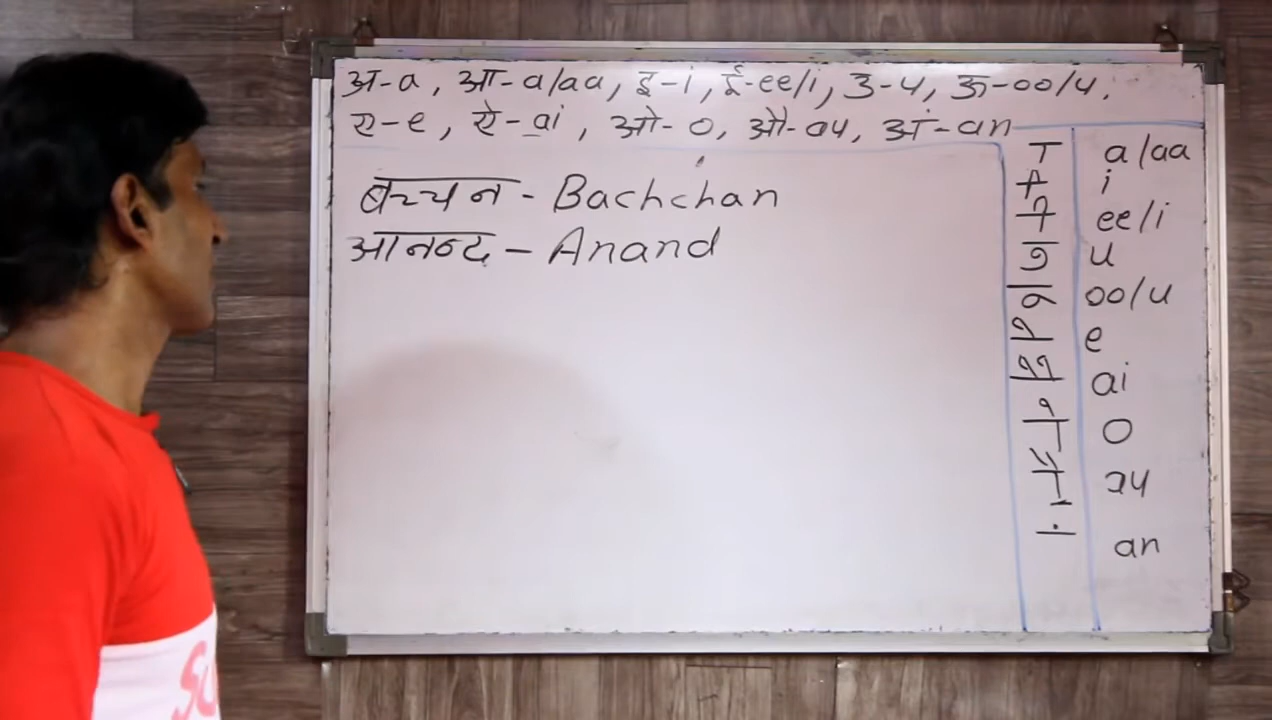 अ-a, आ-a/aa, इ-i, ई-ee/i, उ-u, ऊ-oo/u,
ए-e, ऐ-ai, ओ-o, औ-au, अं-an
बच्चन - Bachchan
आनन्द - Anand
ा a/aa
ि i
ी ee/i
ु u
ू oo/u
े e
ै ai
ो o
ौ au
ं an